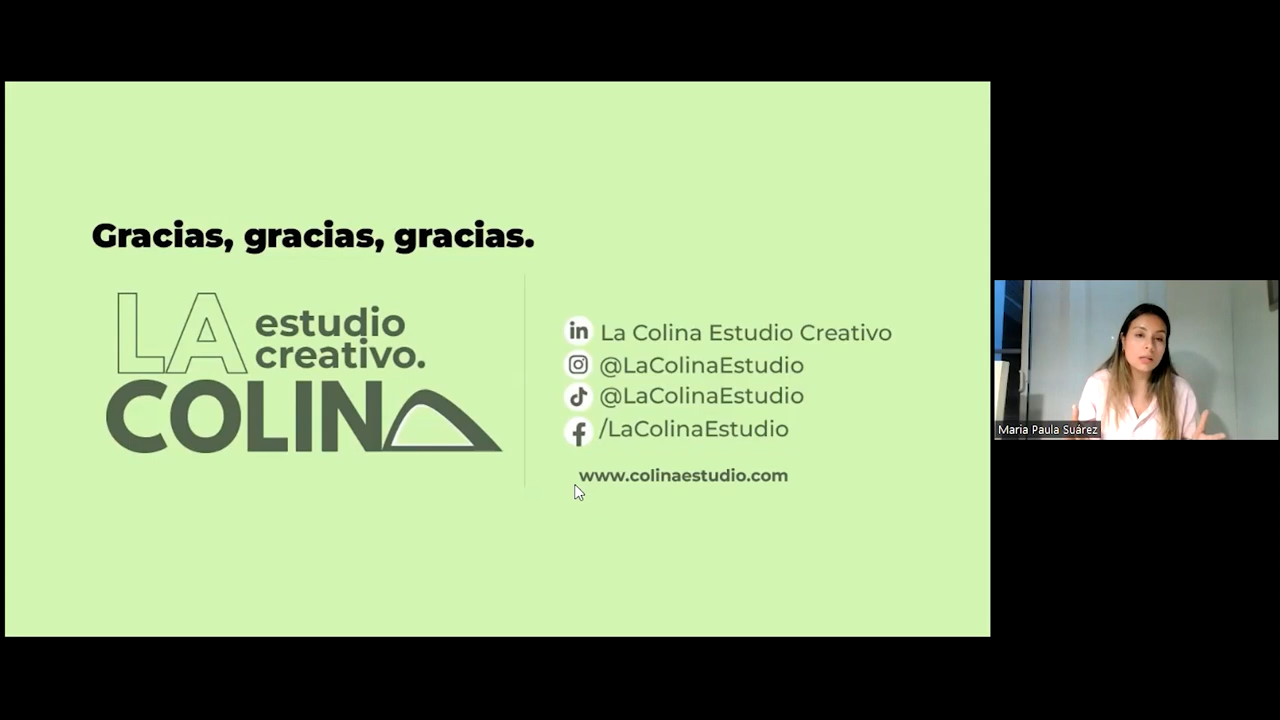 Gracias, gracias, gracias.
LA estudio
creativo.
COLINA
in La Colina Estudio Creativo
@LaColinaEstudio
@LaColinaEstudio
f /LaColinaEstudio
www.colinaestudio.com
Maria Paula Suárez